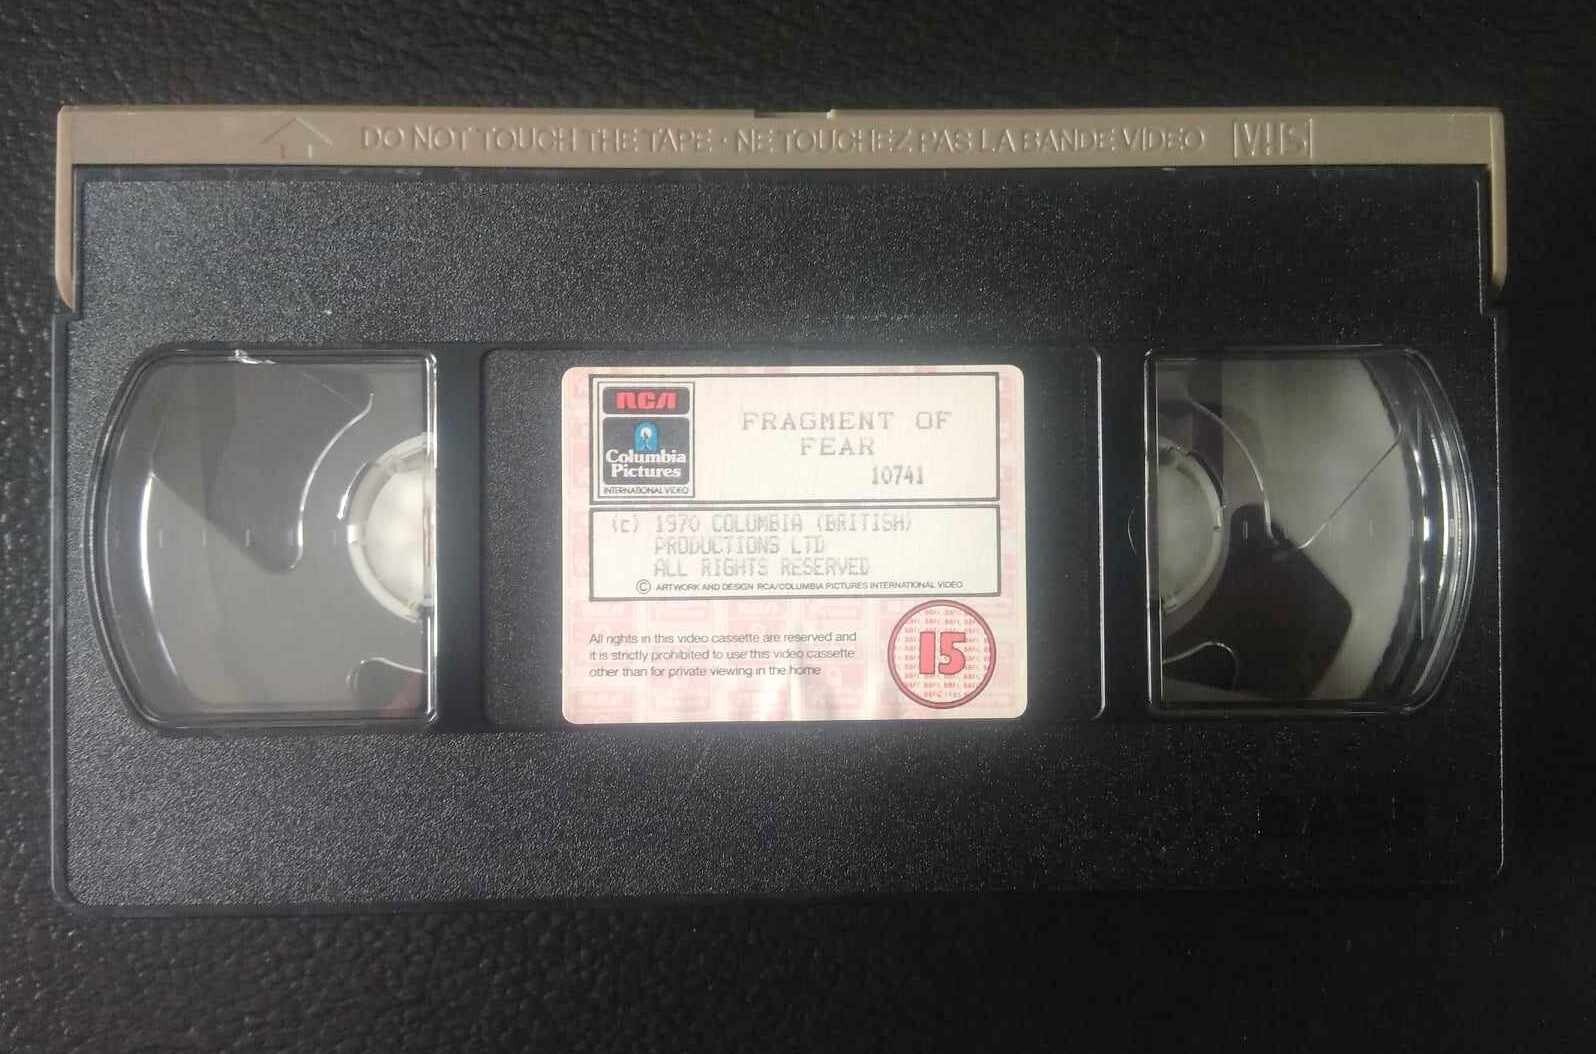 DO NOT TOUCH THE TAPE · NE TOUCHEZ PAS LA BANDE VIDEO VHS
RCA
Columbia
Pictures
INTERNATIONAL VIDEO
FRAGMENT OF
FEAR
10741
(c) 1970 COLUMBIA (BRITISH)
PRODUCTIONS LTD
ALL RIGHTS RESERVED
© ARTWORK AND DESIGN RCA/COLUMBIA PICTURES INTERNATIONAL VIDEO
All rights in this video cassette are reserved and
it is strictly prohibited to use this video cassette
other than for private viewing in the home
15